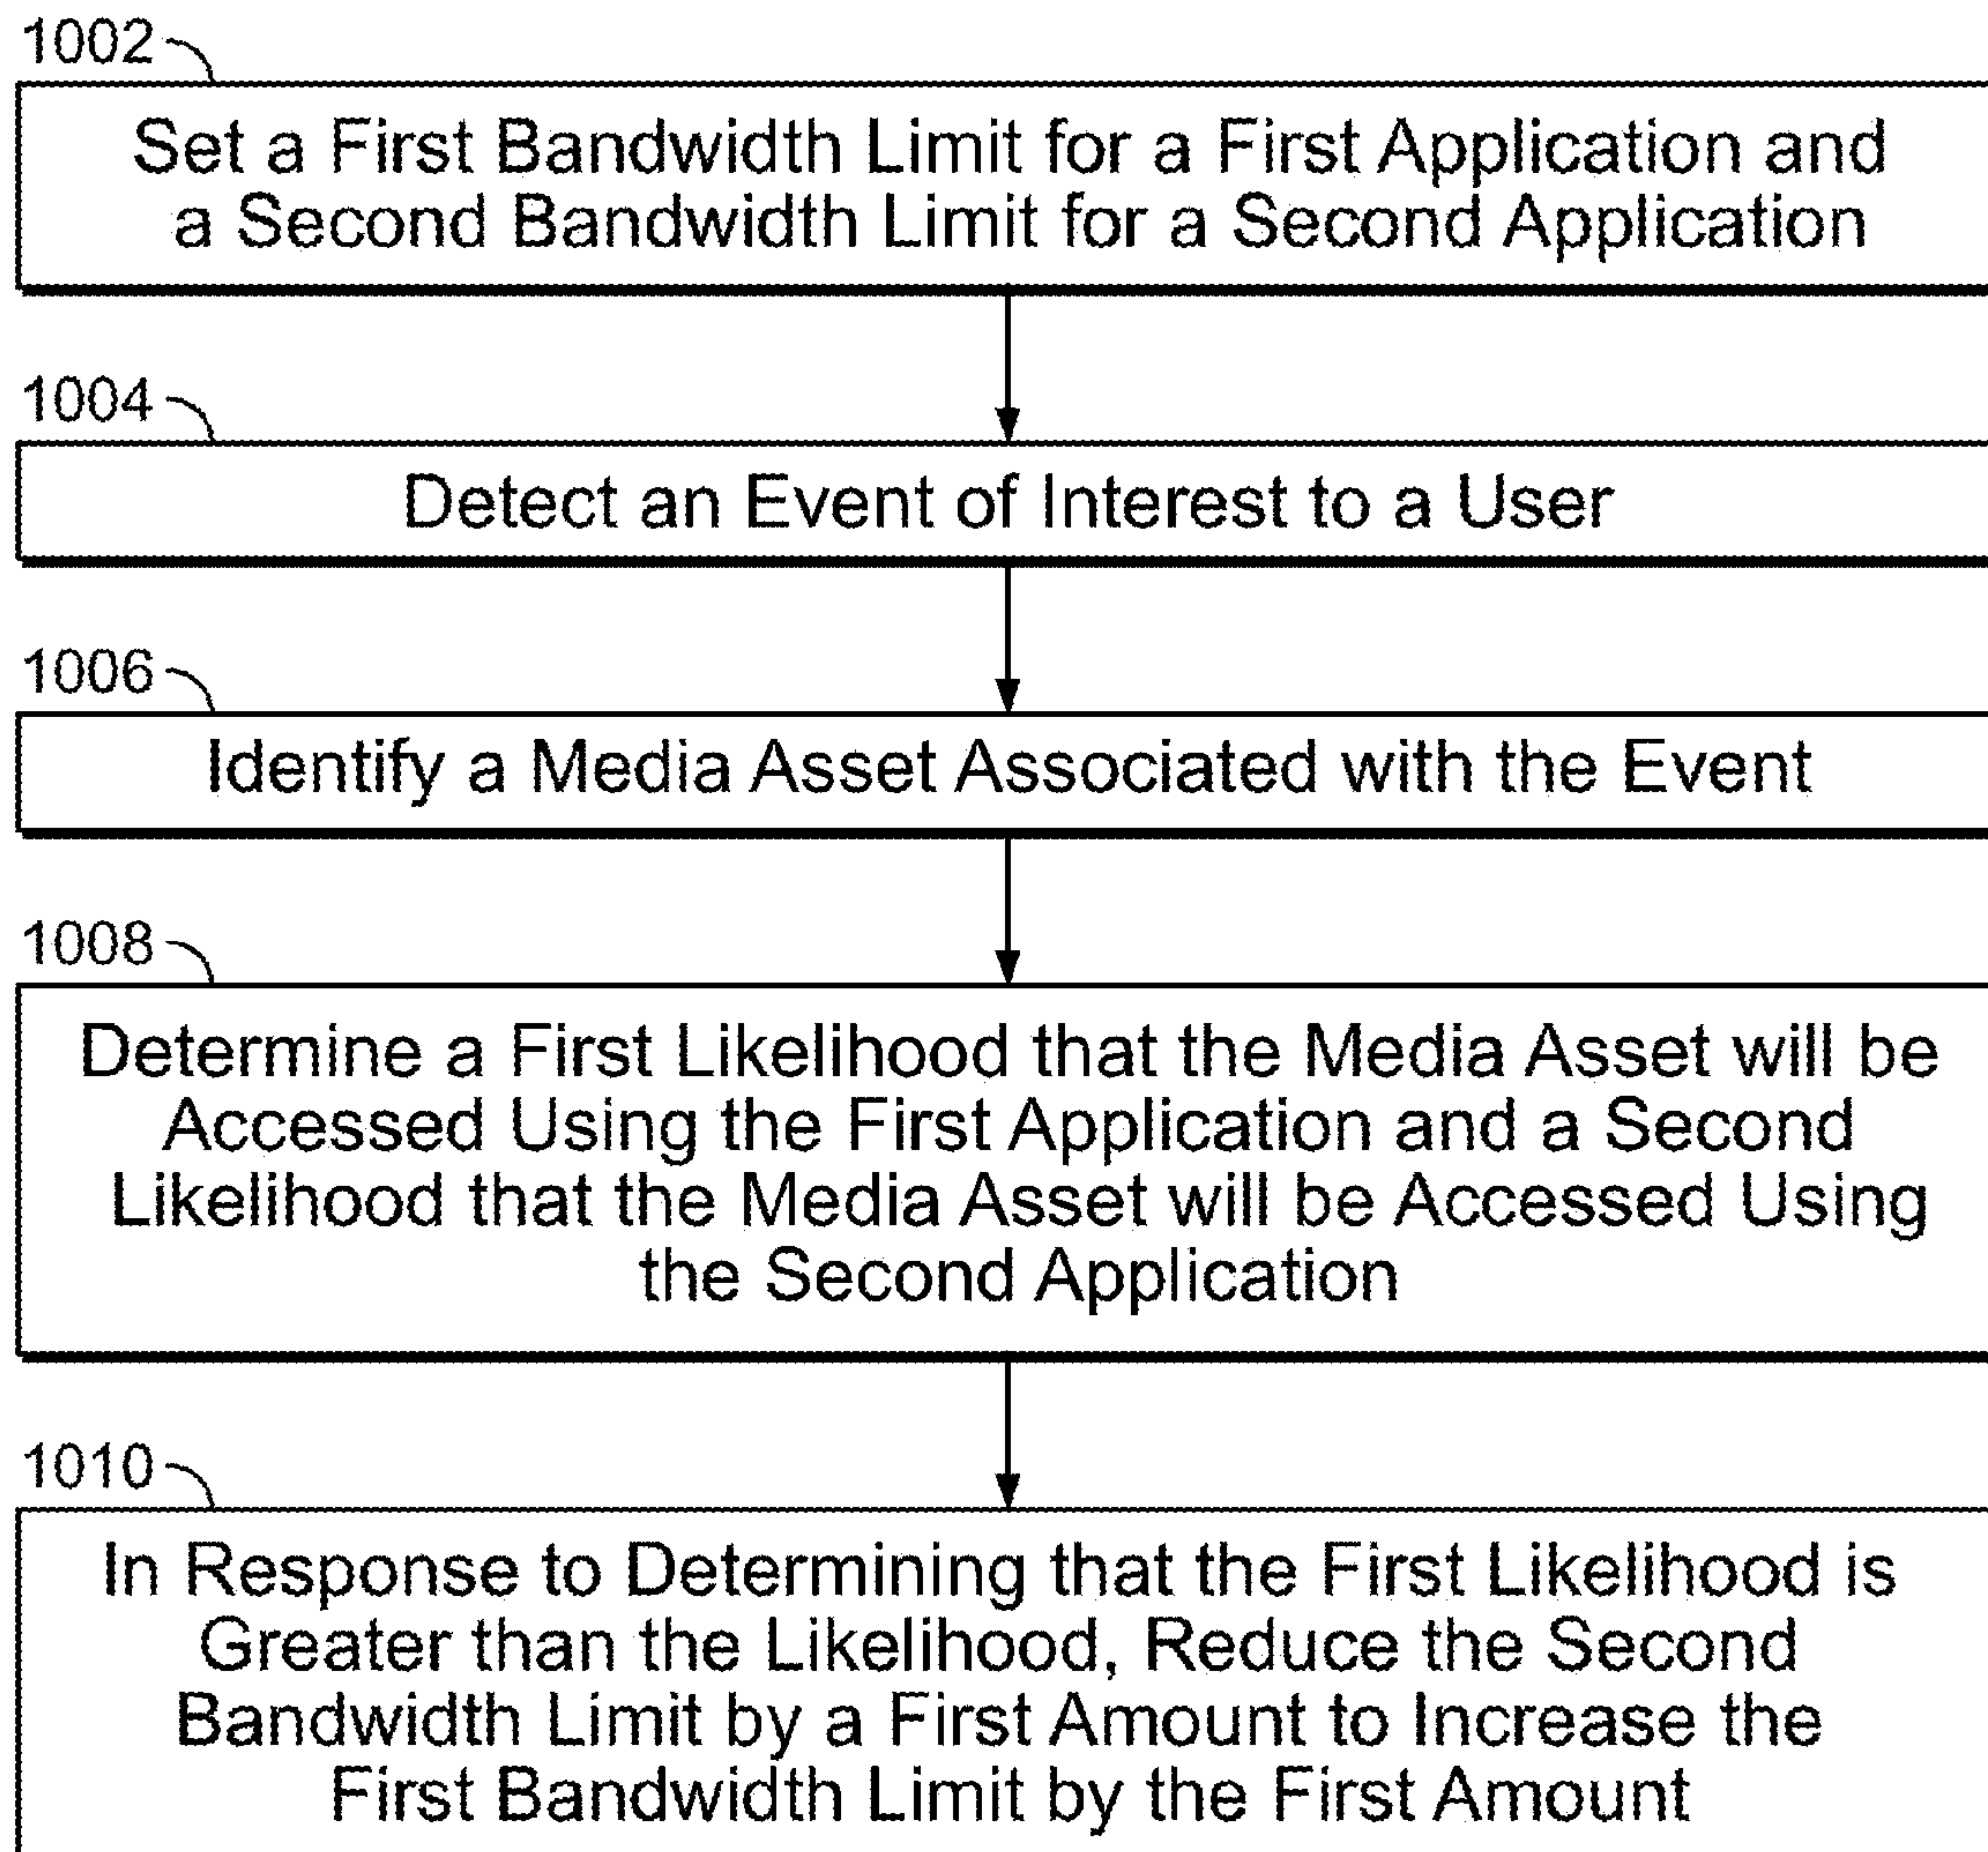 1002
Set a First Bandwidth Limit for a First Application and
a Second Bandwidth Limit for a Second Application
1004
Detect an Event of Interest to a User
1006
Identify a Media Asset Associated with the Event
1008
Determine a First Likelihood that the Media Asset will be
Accessed Using the First Application and a Second
Likelihood that the Media Asset will be Accessed Using
the Second Application
1010
In Response to Determining that the First Likelihood is
Greater than the Likelihood, Reduce the Second
Bandwidth Limit by a First Amount to Increase the
First Bandwidth Limit by the First Amount